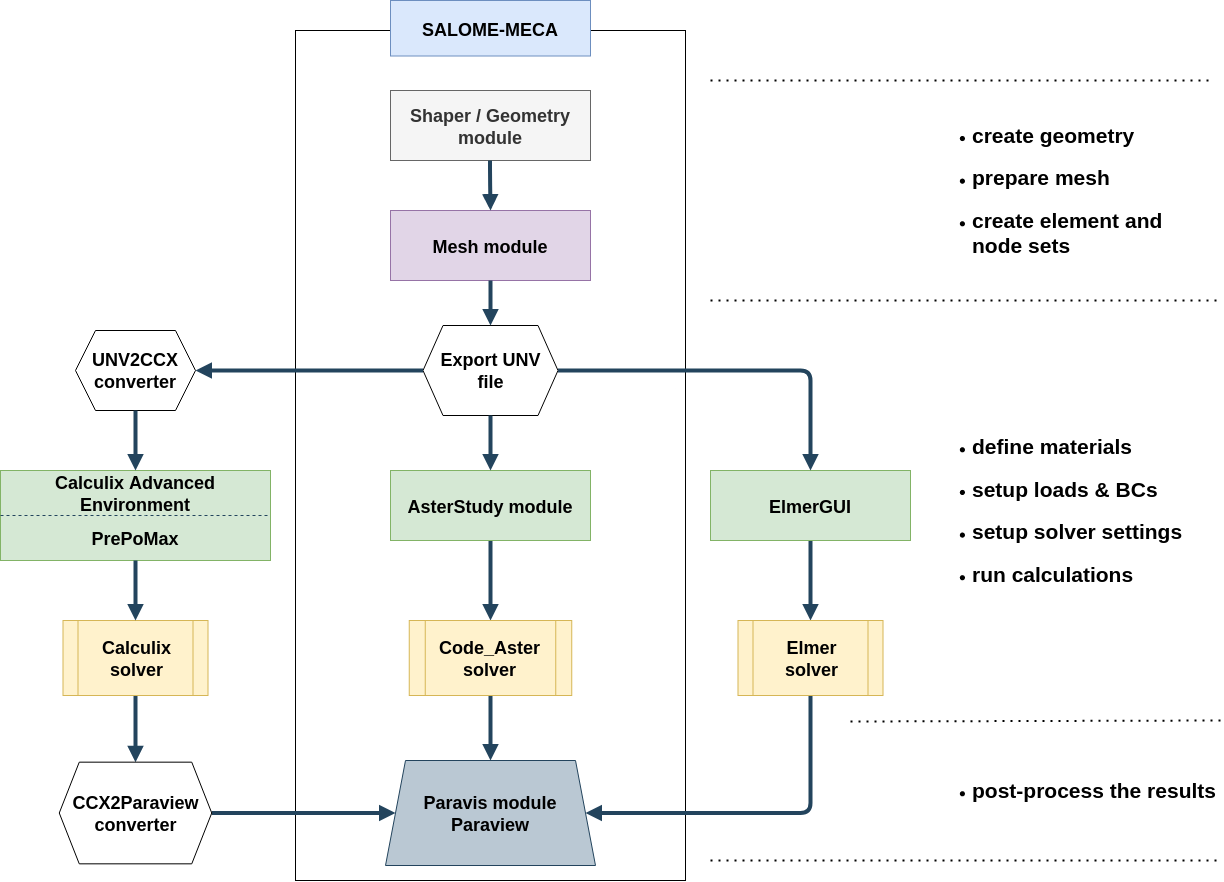 SALOME-MECA
Shaper / Geometry
module
Mesh module
• create geometry
• prepare mesh
• create element and
node sets
UNV2CCX
converter
Export UNV
file
Calculix Advanced
Environment
PrePoMax
AsterStudy module
ElmerGUI
• define materials
• setup loads & BCs
• setup solver settings
• run calculations
Calculix
solver
Code_Aster
solver
Elmer
solver
CCX2Paraview
converter
Paravis module
Paraview
• post-process the results